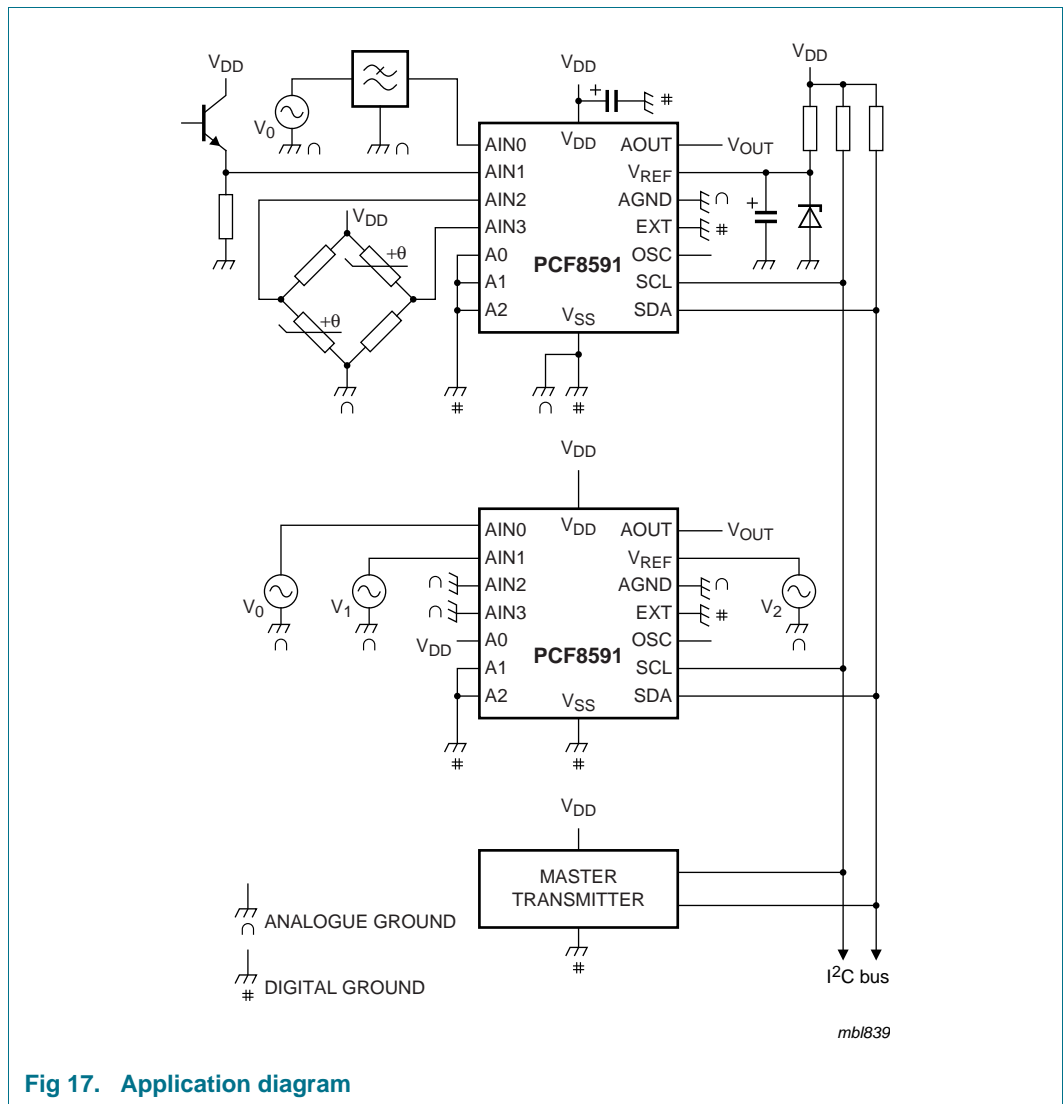 VDD
V0
VDD
+
#
VDD
AIN0
AIN1
AIN2
AIN3
A0
A1
A2
VDD
PCF8591
VSS
AOUT
VREF
AGND
EXT
OSC
SCL
SDA
VOUT
∩
#
+
VDD
+θ
+θ
∩
∩
∩
#
∩
#
VDD
AIN0
AIN1
AIN2
AIN3
A0
A1
A2
VDD
PCF8591
VSS
AOUT
VREF
AGND
EXT
OSC
SCL
SDA
VOUT
∩
#
V0
V1
V2
∩
∩
∩
∩
∩
VDD
#
#
VDD
MASTER
TRANSMITTER
#
∩ ANALOGUE GROUND
# DIGITAL GROUND
I2C bus
mbl839
Fig 17. Application diagram